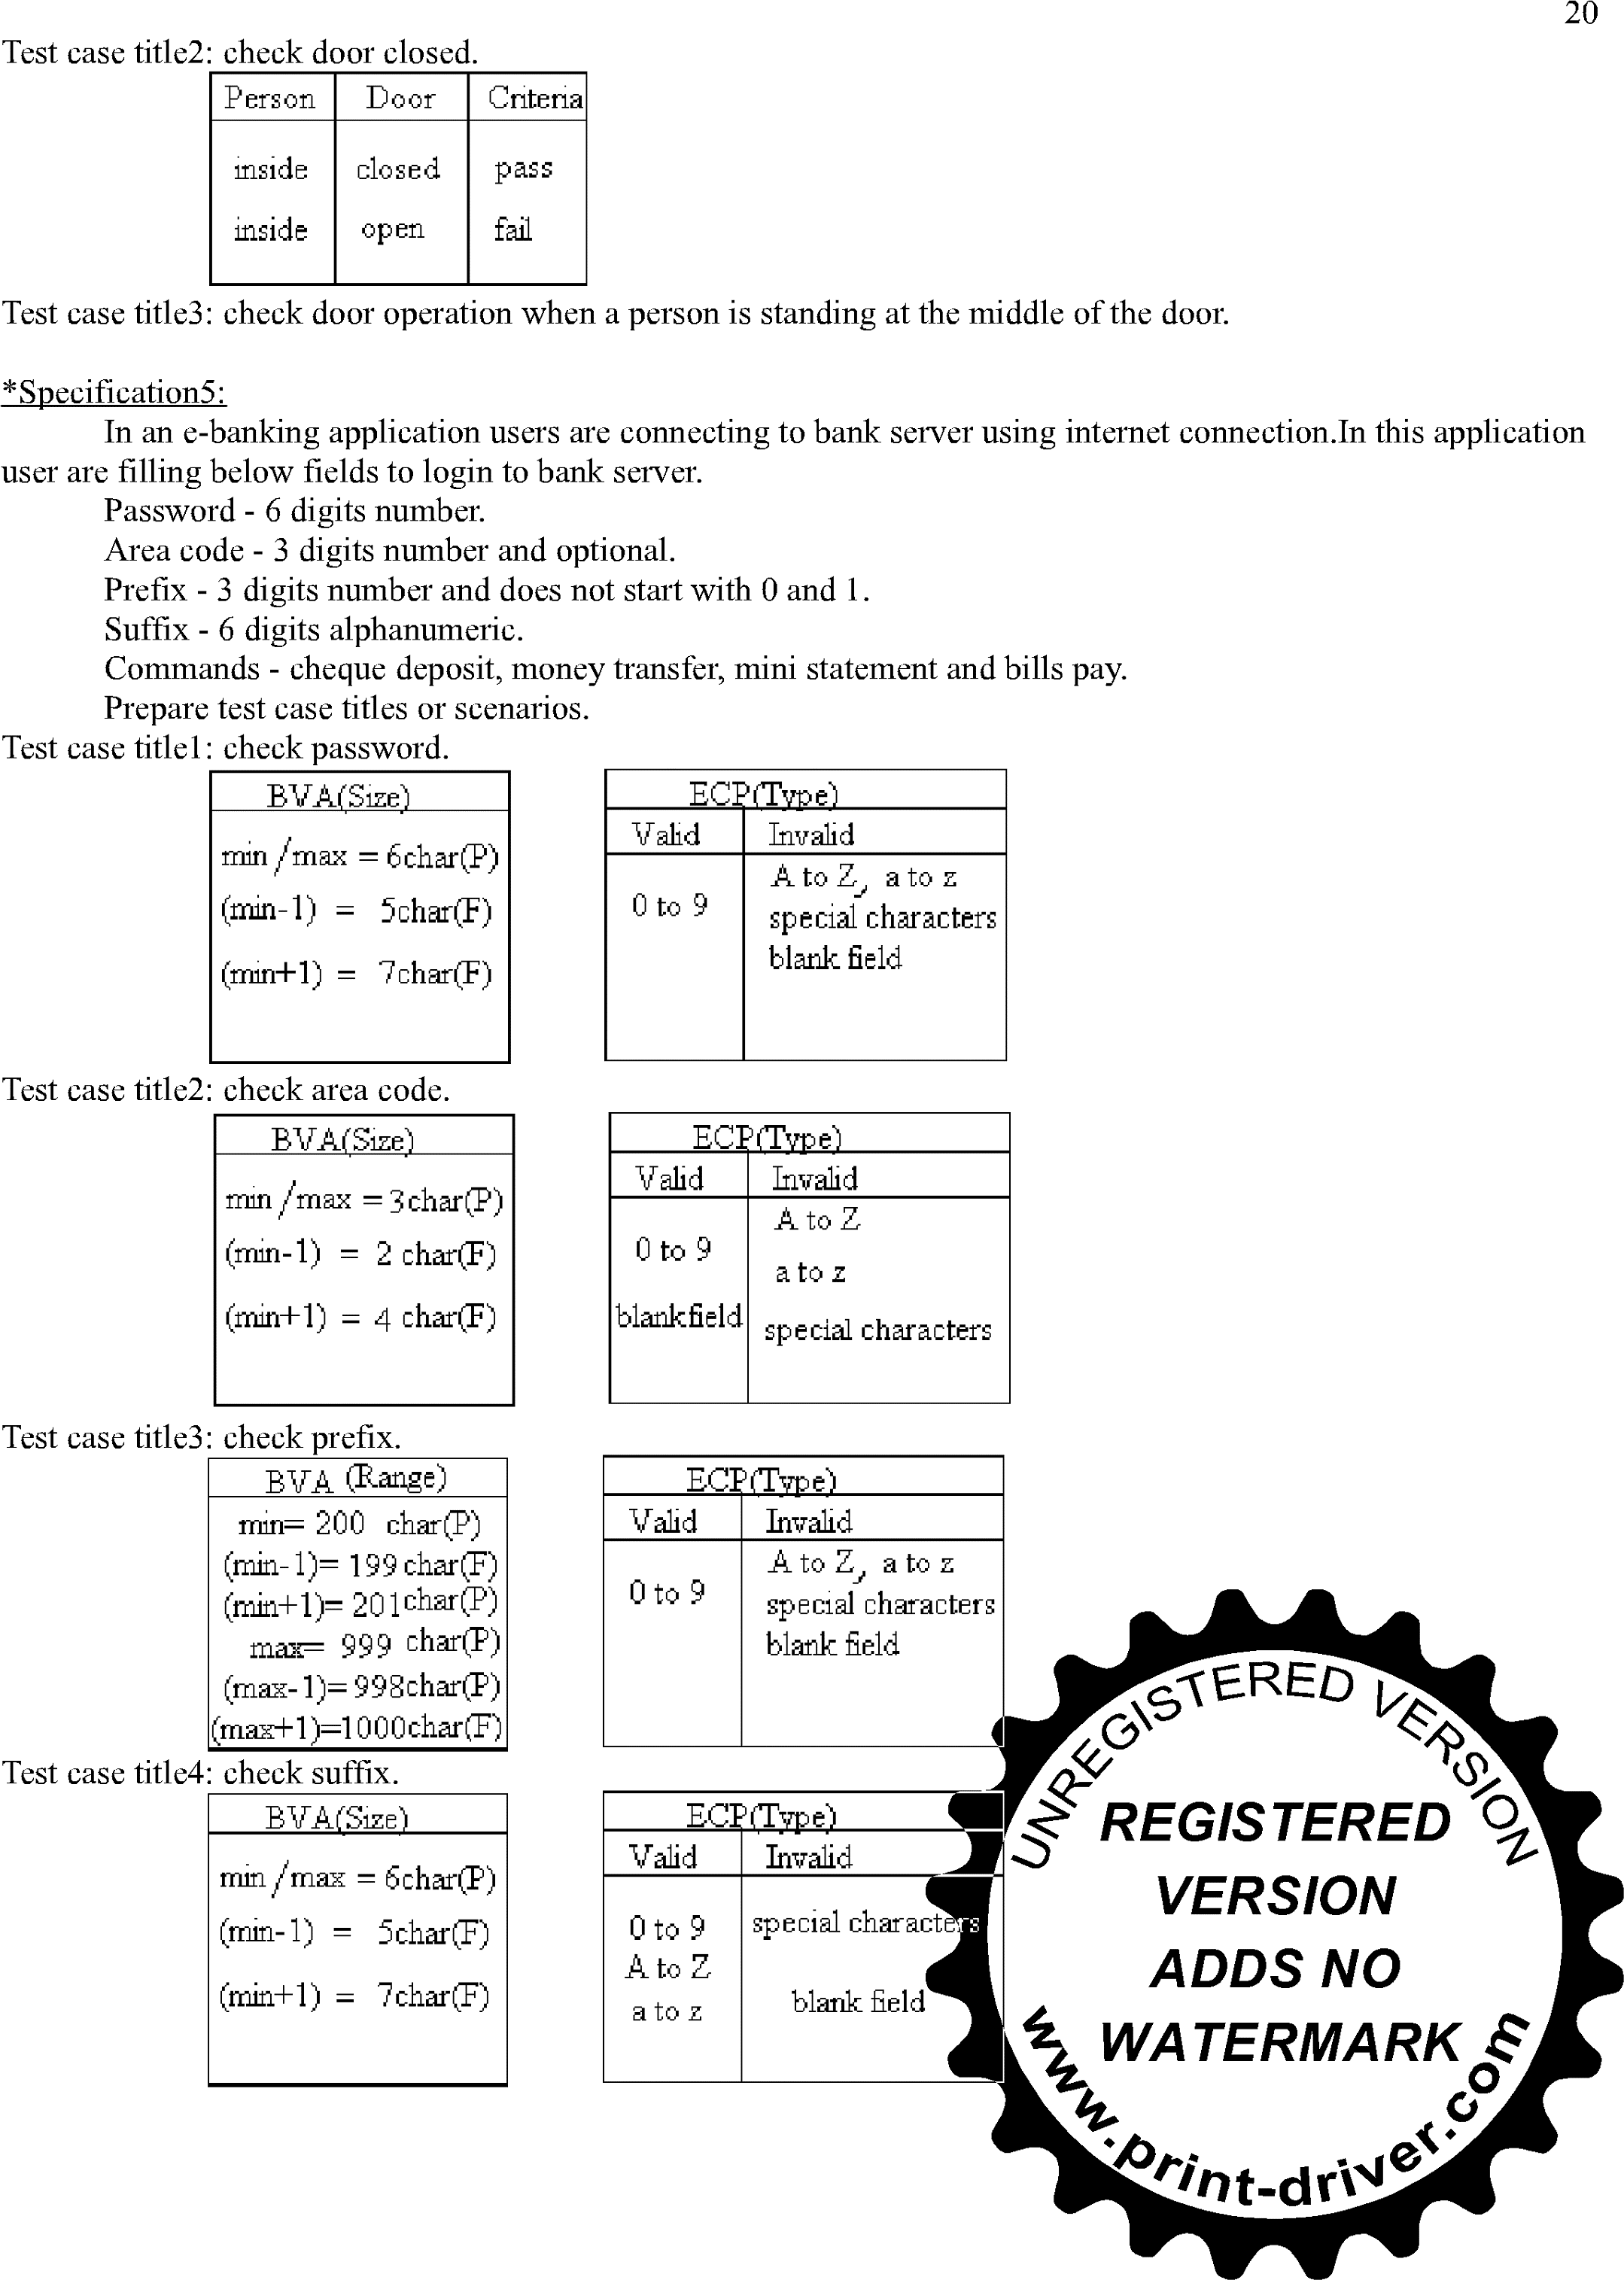 20
Test case title2: check door closed.
Person Door Criteria
inside closed pass
inside open fail
Test case title3: check door operation when a person is standing at the middle of the door.
*Specification5:
In an e-banking application users are connecting to bank server using internet connection.In this application
user are filling below fields to login to bank server.
Password - 6 digits number.
Area code - 3 digits number and optional.
Prefix - 3 digits number and does not start with 0 and 1.
Suffix - 6 digits alphanumeric.
Commands - cheque deposit, money transfer, mini statement and bills pay.
Prepare test case titles or scenarios.
Test case title1: check password.
BVA(Size)
min/max = 6char(P)
(min-1) = 5char(F)
(min+1) = 7char(F)
ECP(Type)
Valid Invalid
A to Z, a to z
0 to 9
special characters
blank field
Test case title2: check area code.
BVA(Size)
min/max = 3char(P)
(min-1) = 2 char(F)
(min+1) = 4 char(F)
ECP(Type)
Valid Invalid
A to Z
0 to 9
a to z
blankfield
special characters
Test case title3: check prefix.
BVA (Range)
min= 200 char(P)
(min-1)= 199char(F)
(min+1)= 201char(P)
max= 999 char(P)
(max-1)= 998char(P)
(max+1)=1000char(F)
ECP(Type)
Valid Invalid
A to Z, a to z
0 to 9
special characters
blank field
Test case title4: check suffix.
BVA(Size)
min/max = 6char(P)
(min-1) = 5char(F)
(min+1) = 7char(F)
ECP(Type)
Valid Invalid
0 to 9 special characters
A to Z
a to z blank field
UNREGISTERED VERSION
REGISTERED
VERSION
ADDS NO
WATERMARK
www.print-driver.com